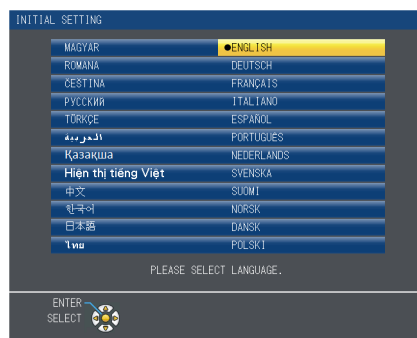 INITIAL SETTING
MAGYAR ●ENGLISH
ROMÂNA DEUTSCH
ČEŠTINA FRANÇAIS
РУССКИЙ ITALIANO
TÜRKÇE ESPAÑOL
العربية PORTUGUÊS
Қазақша NEDERLANDS
Hiện thị tiếng Việt SVENSKA
中文 SUOMI
한국어 NORSK
日本語 DANSK
ไทย POLSKI
PLEASE SELECT LANGUAGE.
ENTER
SELECT